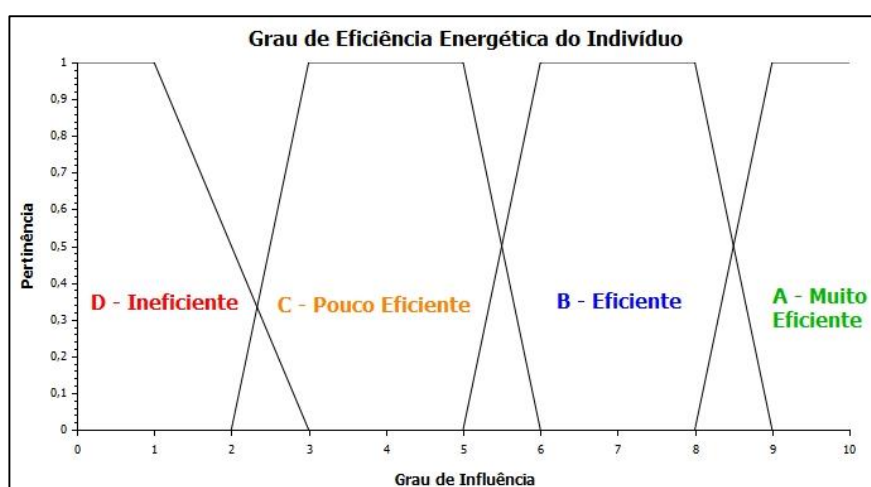 Grau de Eficiência Energética do Indivíduo
Pertinência
1
0,9
0,8
0,7
0,6
0,5
0,4
0,3
0,2
0,1
0
D - Ineficiente
C - Pouco Eficiente
B - Eficiente
A - Muito
Eficiente
0 1 2 3 4 5 6 7 8 9 10
Grau de Influência